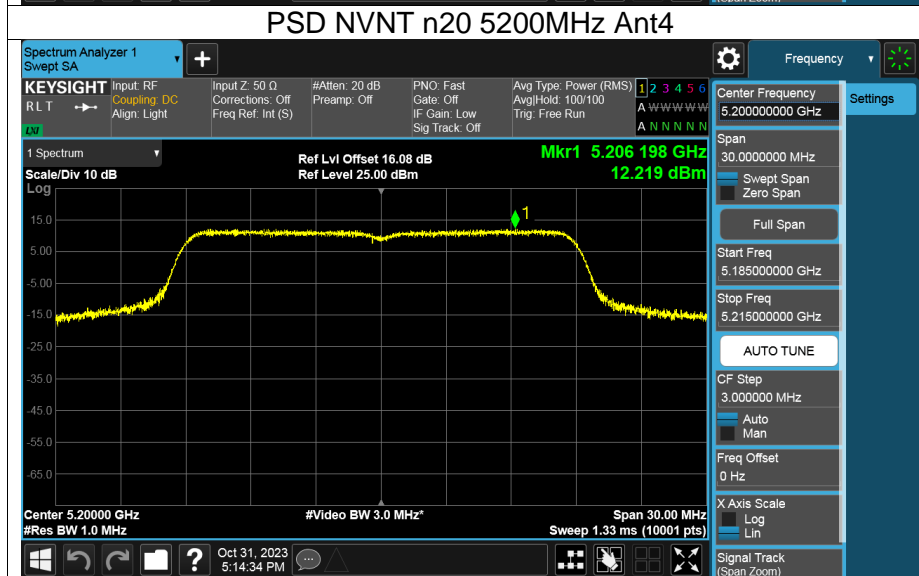 (Span Zoom)
PSD NVNT n20 5200MHz Ant4
Spectrum Analyzer 1
Swept SA
Frequency
KEYSIGHT
R L T
LXI
Input: RF
Coupling: DC
Align: Light
Input Z: 50 Ω
Corrections: Off
Freq Ref: Int (S)
#Atten: 20 dB
Preamp: Off
PNO: Fast
Gate: Off
IF Gain: Low
Sig Track: Off
Avg Type: Power (RMS)
Avg|Hold: 100/100
Trig: Free Run
1 2 3 4 5 6
A W W W W W
A N N N N N
1 Spectrum
Scale/Div 10 dB
Log
Ref Lvl Offset 16.08 dB
Ref Level 25.00 dBm
Mkr1 5.206 198 GHz
12.219 dBm
1
15.0
5.00
-5.00
-15.0
-25.0
-35.0
-45.0
-55.0
-65.0
Center 5.20000 GHz
#Res BW 1.0 MHz
#Video BW 3.0 MHz*
Span 30.00 MHz
Sweep 1.33 ms (10001 pts)
Center Frequency
5.200000000 GHz
Settings
Span
30.0000000 MHz
Swept Span
Zero Span
Full Span
Start Freq
5.185000000 GHz
Stop Freq
5.215000000 GHz
AUTO TUNE
CF Step
3.000000 MHz
Auto
Man
Freq Offset
0 Hz
X Axis Scale
Log
Lin
Signal Track
(Span Zoom)
?
Oct 31, 2023
5:14:34 PM